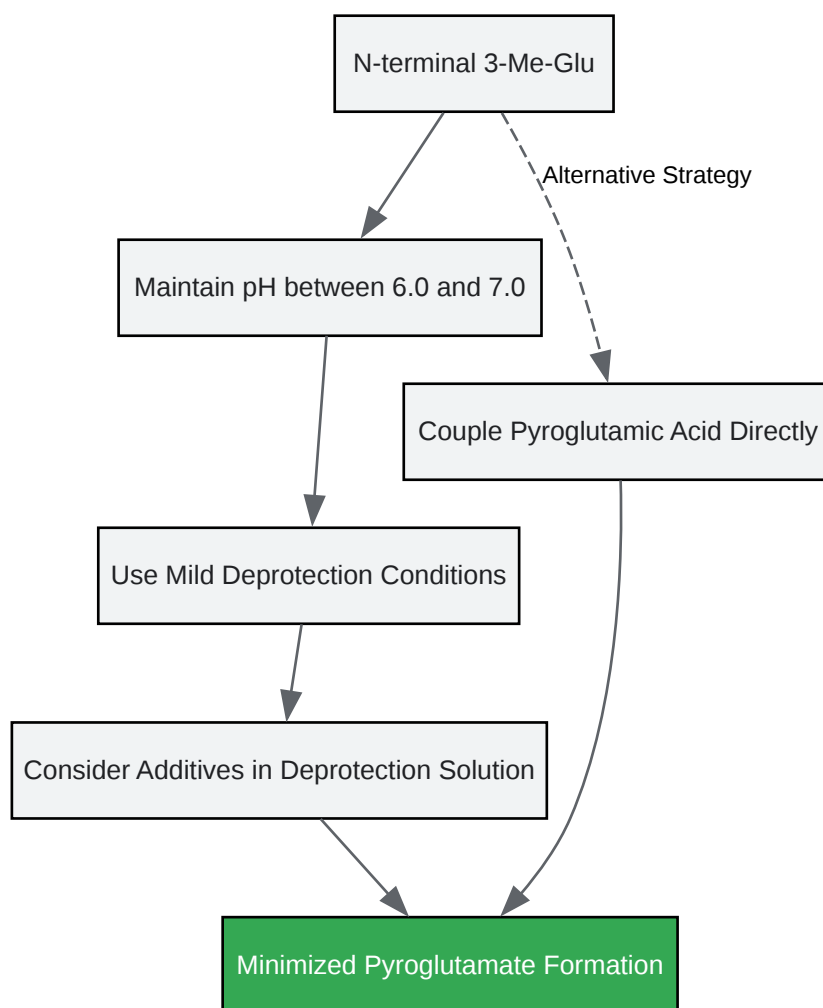 N-terminal 3-Me-Glu
Alternative Strategy
Maintain pH between 6.0 and 7.0
Couple Pyroglutamic Acid Directly
Use Mild Deprotection Conditions
Consider Additives in Deprotection Solution
Minimized Pyroglutamate Formation